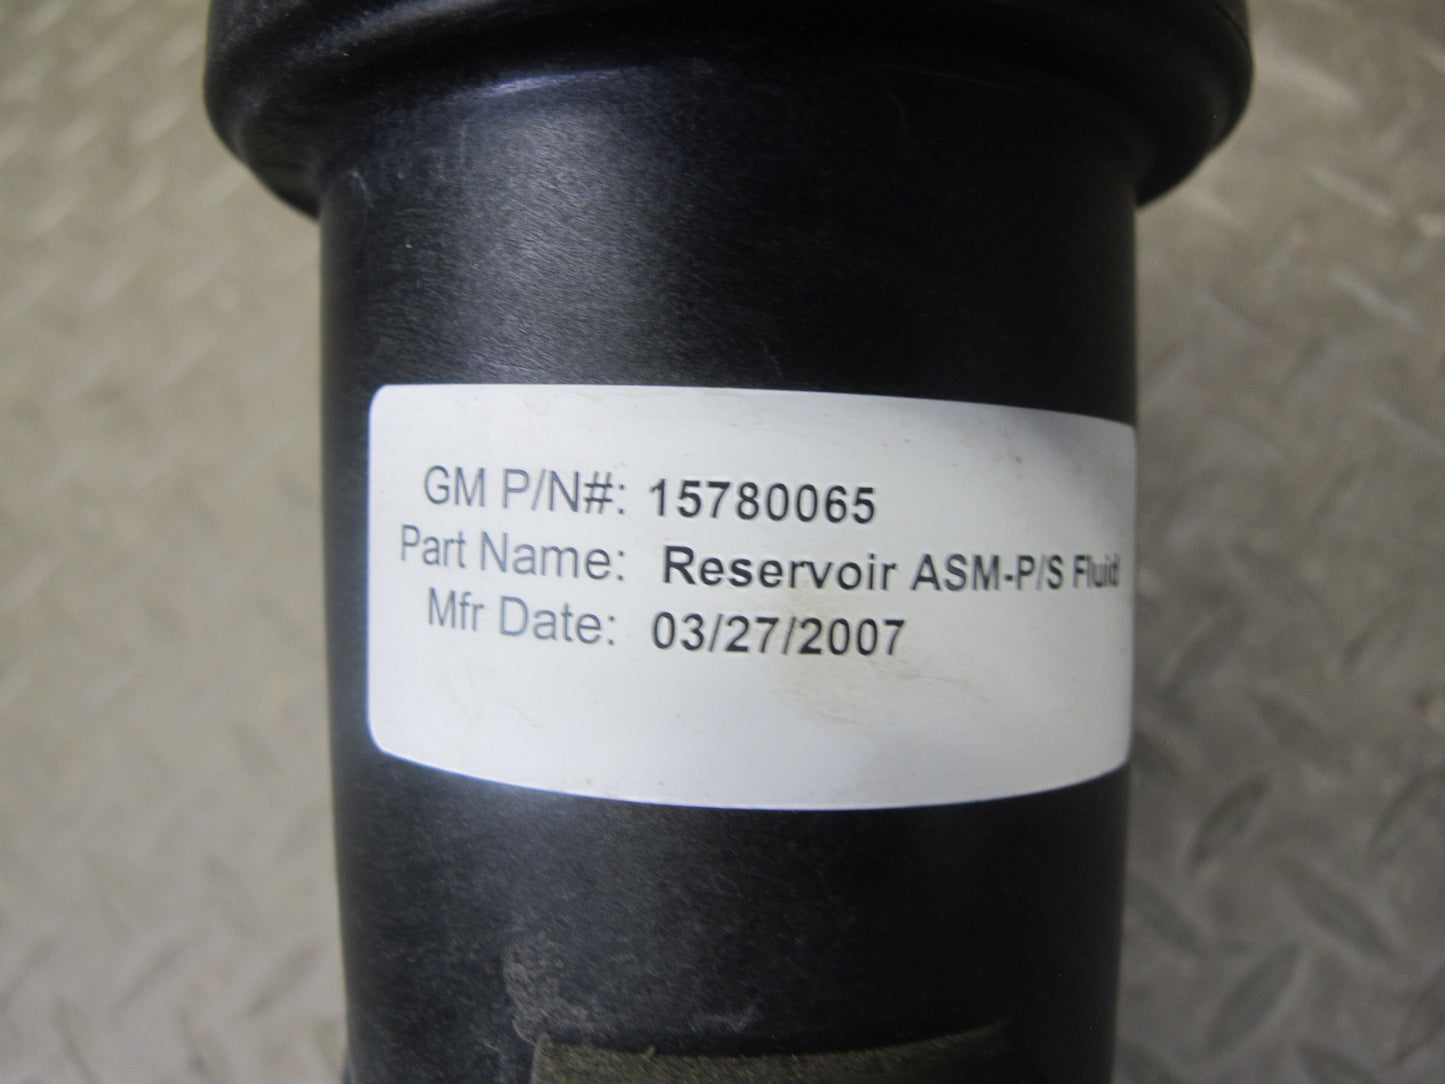 GM P/N#: 15780065
Part Name: Reservoir ASM-P/S Fluid
Mfr Date: 03/27/2007